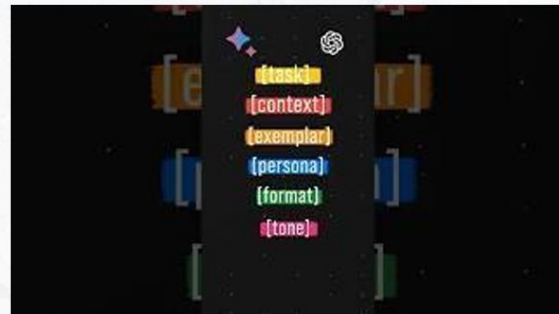 [task]
[context]
[exemplar]
[persona]
[format]
[tone]